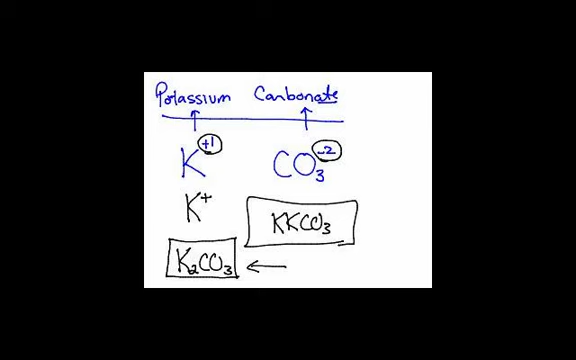 Potassium Carbonate
K+1 CO3-2
K+
KKCO3
K2CO3